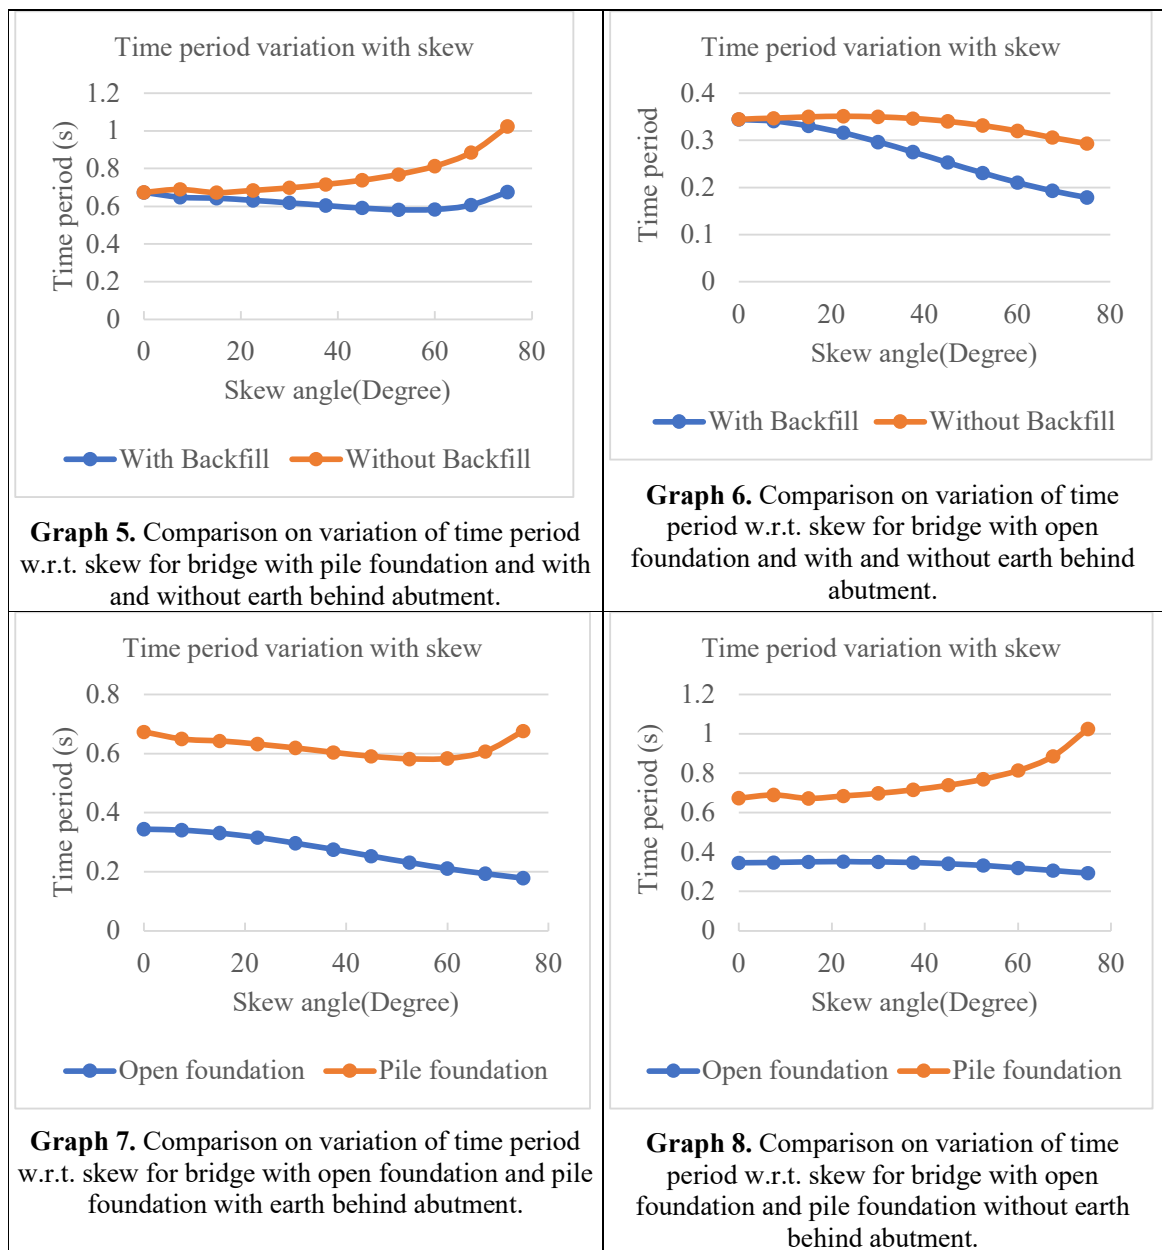 Time period variation with skew
Time period (s)
1.2
1
0.8
0.6
0.4
0.2
0
0 20 40 60 80
Skew angle(Degree)
With Backfill Without Backfill
Graph 5. Comparison on variation of time period
w.r.t. skew for bridge with pile foundation and with
and without earth behind abutment.
Time period variation with skew
Time period
0.4
0.3
0.2
0.1
0
0 20 40 60 80
Skew angle(Degree)
With Backfill Without Backfill
Graph 6. Comparison on variation of time
period w.r.t. skew for bridge with open
foundation and with and without earth behind
abutment.
Time period variation with skew
Time period (s)
0.8
0.6
0.4
0.2
0
0 20 40 60 80
Skew angle(Degree)
Open foundation Pile foundation
Graph 7. Comparison on variation of time period
w.r.t. skew for bridge with open foundation and pile
foundation with earth behind abutment.
Time period variation with skew
Time period (s)
1.2
1
0.8
0.6
0.4
0.2
0
0 20 40 60 80
Skew angle(Degree)
Open foundation Pile foundation
Graph 8. Comparison on variation of time
period w.r.t. skew for bridge with open
foundation and pile foundation without earth
behind abutment.